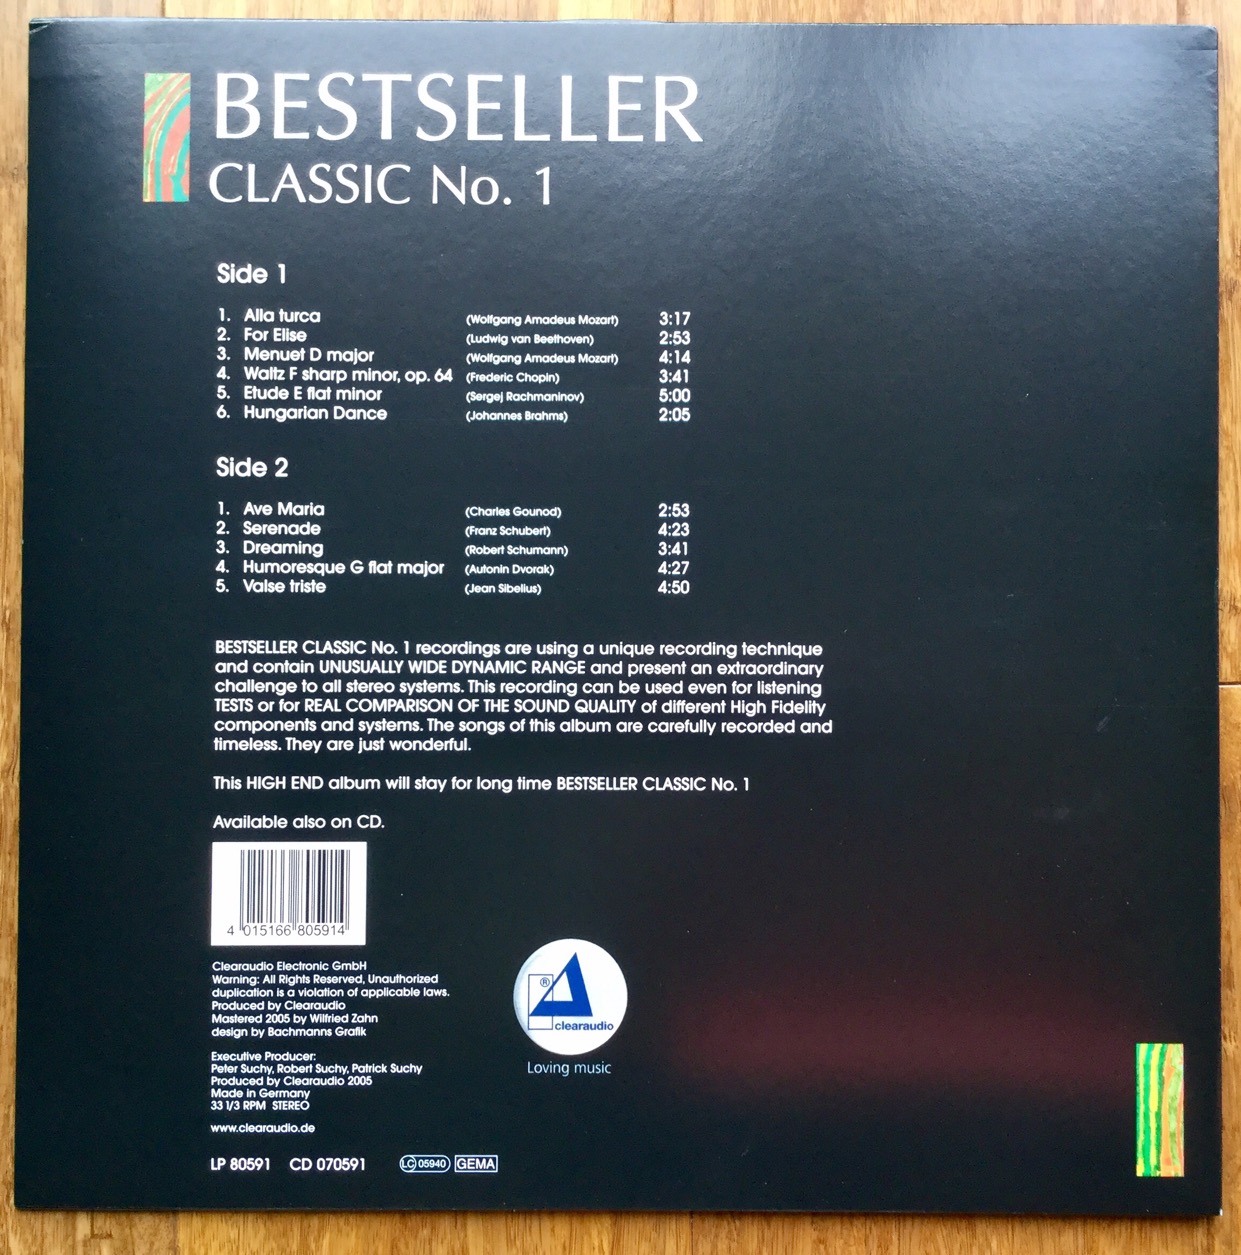 BESTSELLER
CLASSIC No. 1
Side 1
1. Alla turca (Wolfgang Amadeus Mozart) 3:17
2. For Elise (Ludwig van Beethoven) 2:53
3. Menuet D major (Wolfgang Amadeus Mozart) 4:14
4. Waltz F sharp minor, op. 64 (Frederic Chopin) 3:41
5. Etude E flat minor (Sergej Rachmaninov) 5:00
6. Hungarian Dance (Johannes Brahms) 2:05
Side 2
1. Ave Maria (Charles Gounod) 2:53
2. Serenade (Franz Schubert) 4:23
3. Dreaming (Robert Schumann) 3:41
4. Humoresque G flat major (Autonin Dvorak) 4:27
5. Valse triste (Jean Sibelius) 4:50
BESTSELLER CLASSIC No. 1 recordings are using a unique recording technique
and contain UNUSUALLY WIDE DYNAMIC RANGE and present an extraordinary
challenge to all stereo systems. This recording can be used even for listening
TESTS or for REAL COMPARISON OF THE SOUND QUALITY of different High Fidelity
components and systems. The songs of this album are carefully recorded and
timeless. They are just wonderful.
This HIGH END album will stay for long time BESTSELLER CLASSIC No. 1
Available also on CD.
4 015166 805914
Clearaudio Electronic GmbH
Warning: All Rights Reserved, Unauthorized
duplication is a violation of applicable laws.
Produced by Clearaudio
Mastered 2005 by Wilfried Zahn
design by Bachmanns Grafik
Executive Producer:
Peter Suchy, Robert Suchy, Patrick Suchy
Produced by Clearaudio 2005
Made in Germany
33 1/3 RPM STEREO
www.clearaudio.de
®
clearaudio
Loving music
LP 80591 CD 070591 LC 05940 GEMA